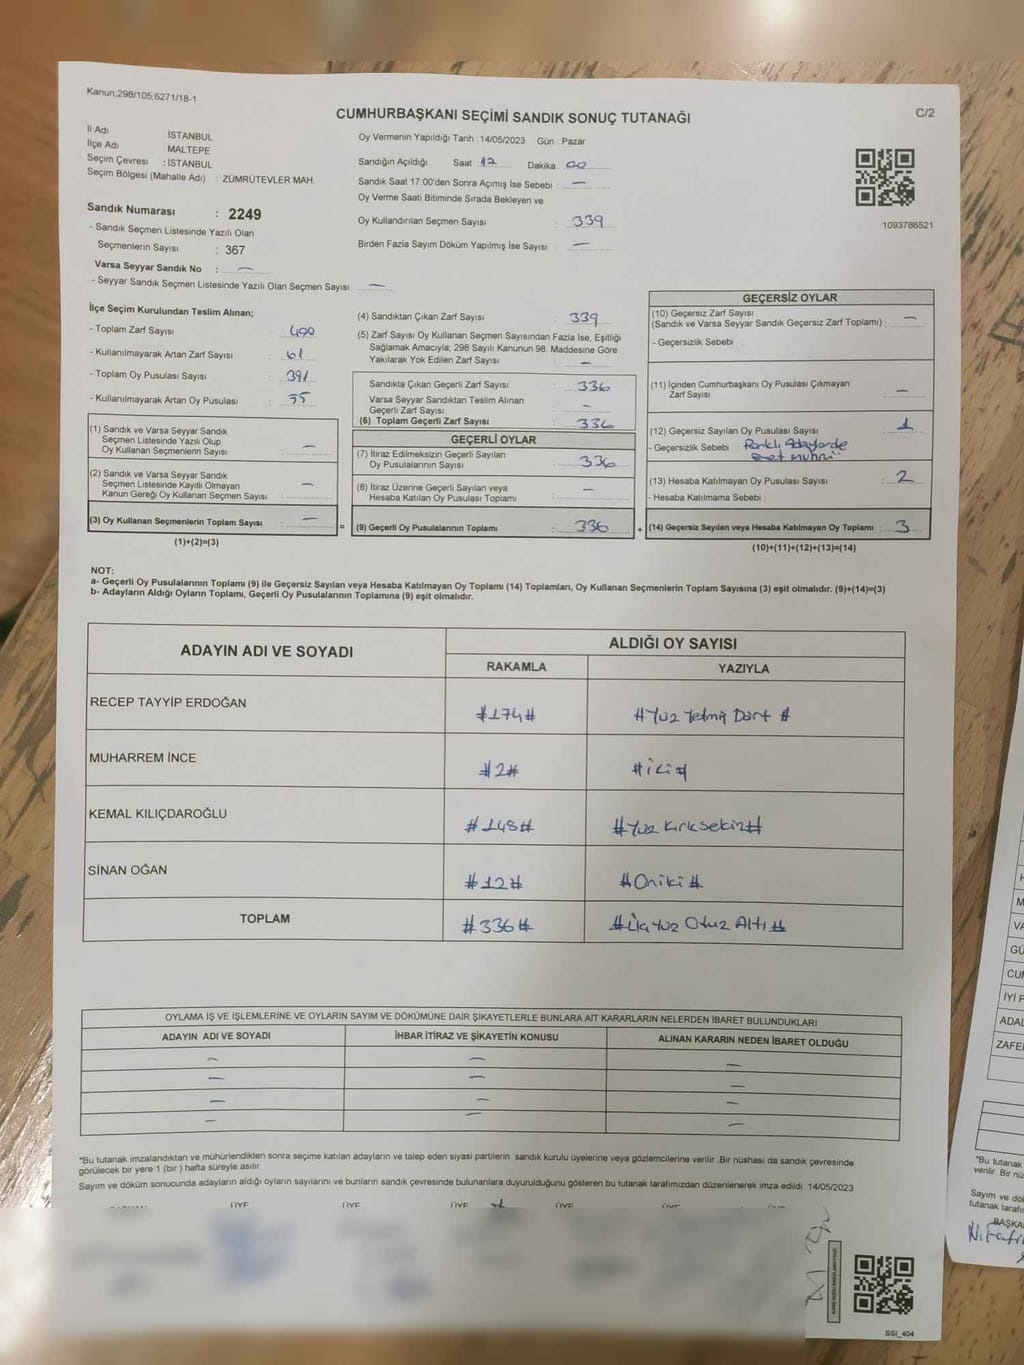 Kanun,298/105,6271/18-1
C/2
CUMHURBAŞKANI SEÇİMİ SANDIK SONUÇ TUTANAĞI
İl Adı : İSTANBUL
İlçe Adı : MALTEPE
Seçim Çevresi : İSTANBUL
Seçim Bölgesi (Mahalle Adı) : ZÜMRÜTEVLER MAH.
Sandık Numarası : 2249
- Sandık Seçmen Listesinde Yazılı Olan
Seçmenlerin Sayısı : 367
Varsa Seyyar Sandık No : —
- Seyyar Sandık Seçmen Listesinde Yazılı Olan Seçmen Sayısı —
Oy Vermenin Yapıldığı Tarih : 14/05/2023 Gün : Pazar
Sandığın Açıldığı Saat 17 Dakika 00
Sandık Saat 17:00'den Sonra Açımış İse Sebebi : —
Oy Verme Saati Bitiminde Sırada Bekleyen ve
Oy Kullandırılan Seçmen Sayısı : 339
Birden Fazla Sayım Döküm Yapılmış İse Sayısı : —
1093786521
İlçe Seçim Kurulundan Teslim Alınan;
- Toplam Zarf Sayısı : 400
- Kullanılmayarak Artan Zarf Sayısı : 61
- Toplam Oy Pusulası Sayısı : 391
- Kullanılmayarak Artan Oy Pusulası :
(1) Sandık ve Varsa Seyyar Sandık
Seçmen Listesinde Yazılı Olup
Oy Kullanan Seçmenlerin Sayısı : —
(2) Sandık ve Varsa Seyyar Sandık
Seçmen Listesinde Kayıtlı Olmayan
Kanun Gereği Oy Kullanan Seçmen Sayısı : —
(3) Oy Kullanan Seçmenlerin Toplam Sayısı : —
(1)+(2)=(3)
=
(4) Sandıktan Çıkan Zarf Sayısı : 339
(5) Zarf Sayısı Oy Kullanan Seçmen Sayısından Fazla İse, Eşitliği
Sağlamak Amacıyla; 298 Sayılı Kanunun 98. Maddesine Göre
Yakılarak Yok Edilen Zarf Sayısı : —
Sandıkta Çıkan Geçerli Zarf Sayısı : 336
Varsa Seyyar Sandıktan Teslim Alınan
Geçerli Zarf Sayısı : —
(6) Toplam Geçerli Zarf Sayısı : 336
GEÇERLİ OYLAR
(7) İtiraz Edilmeksizin Geçerli Sayılan
Oy Pusulalarının Sayısı : 336
(8) İtiraz Üzerine Geçerli Sayılan veya
Hesaba Katılan Oy Pusulası Toplamı : —
(9) Geçerli Oy Pusulalarının Toplamı : 336
+
GEÇERSİZ OYLAR
(10) Geçersiz Zarf Sayısı
(Sandık ve Varsa Seyyar Sandık Geçersiz Zarf Toplamı) : —
- Geçersizlik Sebebi :
(11) İçinden Cumhurbaşkanı Oy Pusulası Çıkmayan
Zarf Sayısı : —
(12) Geçersiz Sayılan Oy Pusulası Sayısı : 1
- Geçersizlik Sebebi : Farklı Adaylarda
evet mührü
(13) Hesaba Katılmayan Oy Pusulası Sayısı : 2
- Hesaba Katılmama Sebebi :
(14) Geçersiz Sayılan veya Hesaba Katılmayan Oy Toplamı : 3
(10)+(11)+(12)+(13)=(14)
NOT:
a- Geçerli Oy Pusulalarının Toplamı (9) ile Geçersiz Sayılan veya Hesaba Katılmayan Oy Toplamı (14) Toplamları, Oy Kullanan Seçmenlerin Toplam Sayısına (3) eşit olmalıdır. (9)+(14)=(3)
b- Adayların Aldığı Oyların Toplamı, Geçerli Oy Pusulalarının Toplamına (9) eşit olmalıdır.
ADAYIN ADI VE SOYADI
ALDIĞI OY SAYISI
RAKAMLA YAZIYLA
RECEP TAYYİP ERDOĞAN #174# #Yüz Yetmiş Dört #
MUHARREM İNCE #2# #iki#
KEMAL KILIÇDAROĞLU #148# #Yüz Kırksekiz#
SİNAN OĞAN #12# #Oniki#
TOPLAM #336# #Üçyüz Otuz Altı#
OYLAMA İŞ VE İŞLEMLERİNE VE OYLARIN SAYIM VE DÖKÜMÜNE DAİR ŞİKAYETLERLE BUNLARA AİT KARARLARIN NELERDEN İBARET BULUNDUKLARI
ADAYIN ADI VE SOYADI İHBAR İTİRAZ VE ŞİKAYETİN KONUSU ALINAN KARARIN NEDEN İBARET OLDUĞU
— — —
— — —
— — —
— — —
*Bu tutanak imzalandıktan ve mühürlendikten sonra seçime katılan adayların ve talep eden siyasi partilerin sandık kurulu üyelerine veya gözlemcilerine verilir .Bir nüshası da sandık çevresinde
görülecek bir yere 1 (bir ) hafta süreyle asılır.
Sayım ve döküm sonucunda adayların aldığı oyların sayılarını ve bunların sandık çevresinde bulunanlara duyurulduğunu gösteren bu tutanak tarafımızdan düzenlenerek imza edildi. 14/05/2023
ÜYE ÜYE ÜYE ÜYE ÜYE ÜYE
SSI_404
H
M
VA
GÜ
CU
İYİ P
ADAL
ZAFE
*Bu tutanak
verilir .Bir nü
Sayım ve dö
tutanak tarafı
BAŞKA